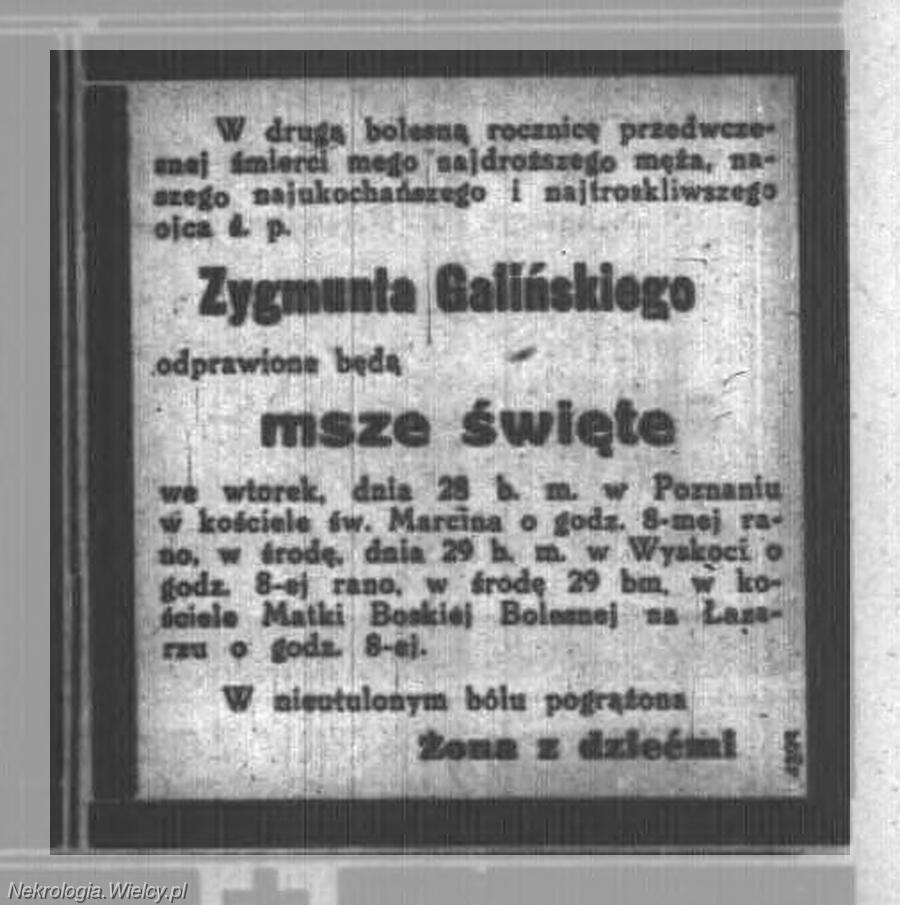 W drugą bolesną rocznicę przedwcze-
snej śmierci mego najdroższego męża, na-
szego najukochańszego i najtroskliwszego
ojca ś. p.
Zygmunta Galińskiego
odprawione będą
msze święte
we wtorek, dnia 28 b. m. w Poznaniu
w kościele św. Marcina o godz. 8-mej ra-
no, w środę, dnia 29 b. m. w Wyskoci o
godz. 8-ej rano, w środę 29 bm. w ko-
ściele Matki Boskiej Bolesnej na Łaza-
rzu o godz. 8-ej.
W nieutulonym bólu pogrążona
Żona z dziećmi
Nekrologia.Wielcy.pl